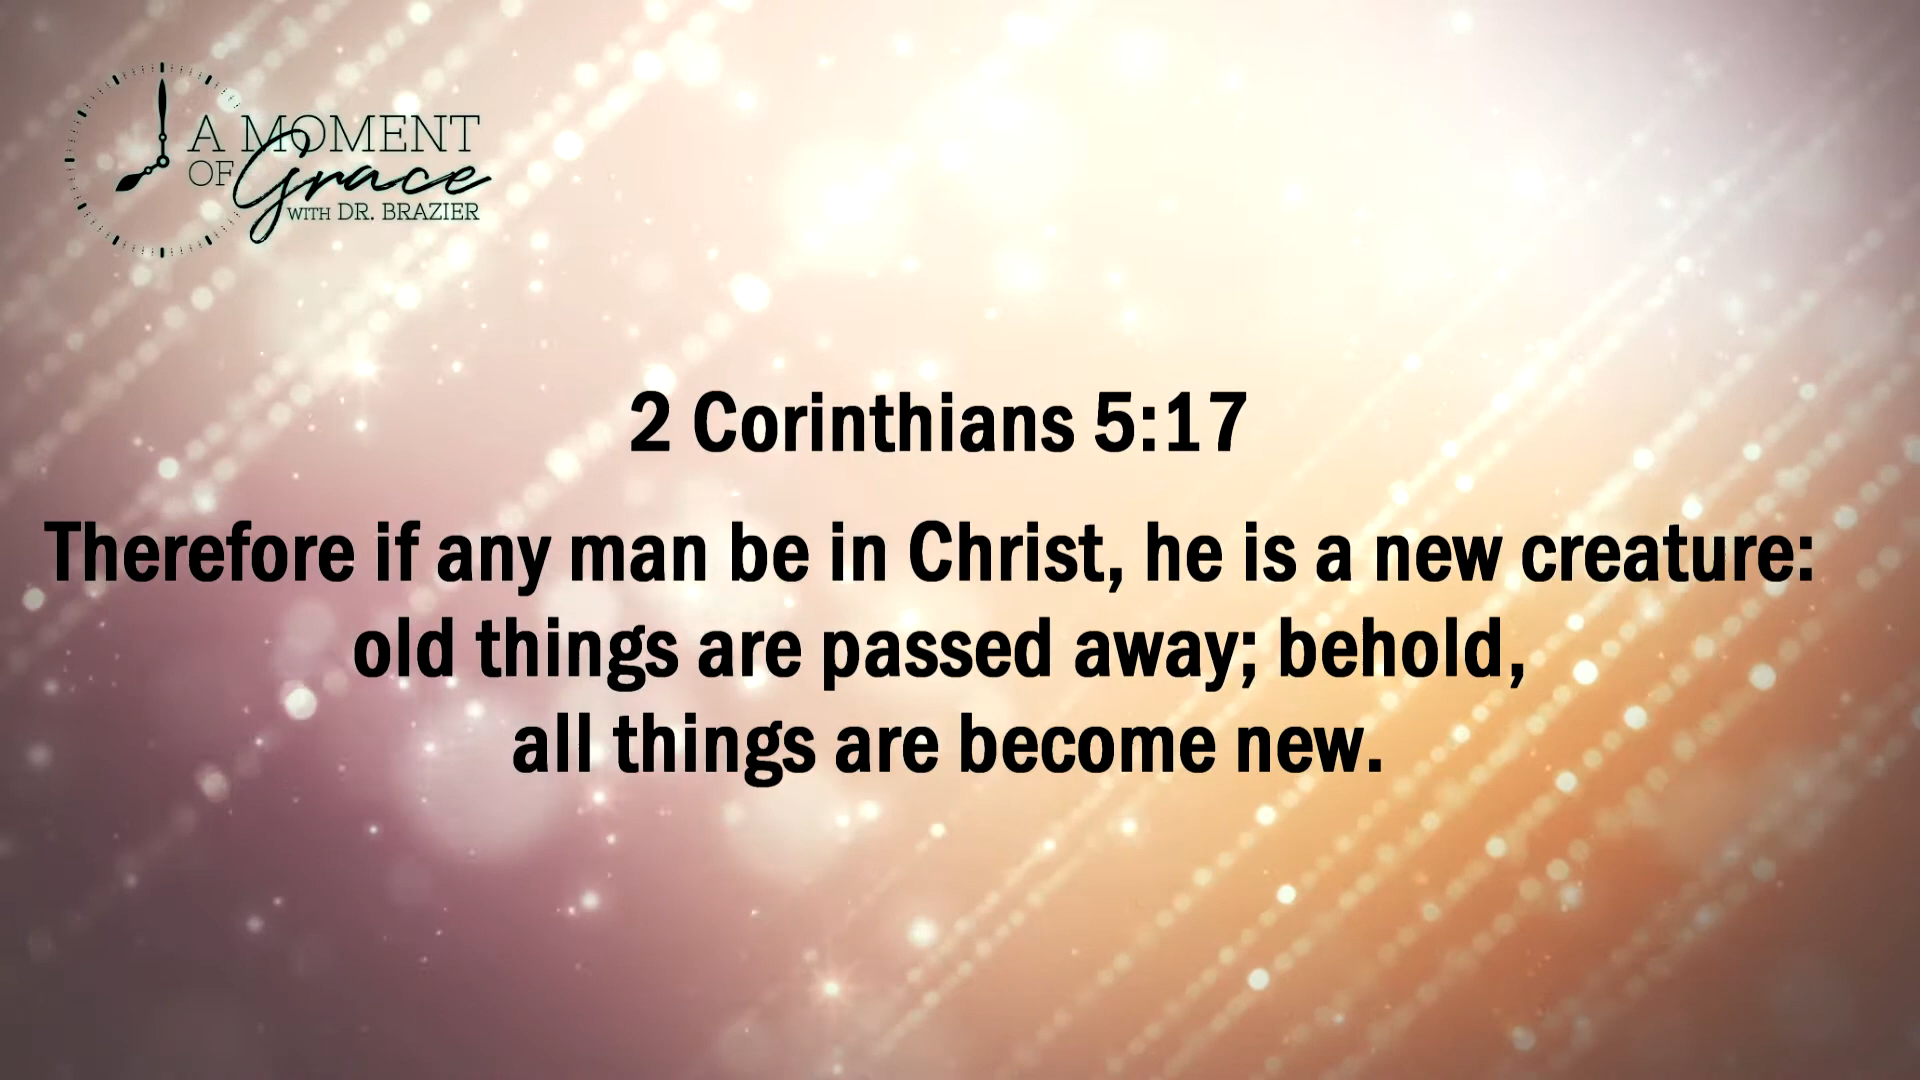 A MOMENT
OF Grace
WITH DR. BRAZIER
2 Corinthians 5:17
Therefore if any man be in Christ, he is a new creature:
old things are passed away; behold,
all things are become new.